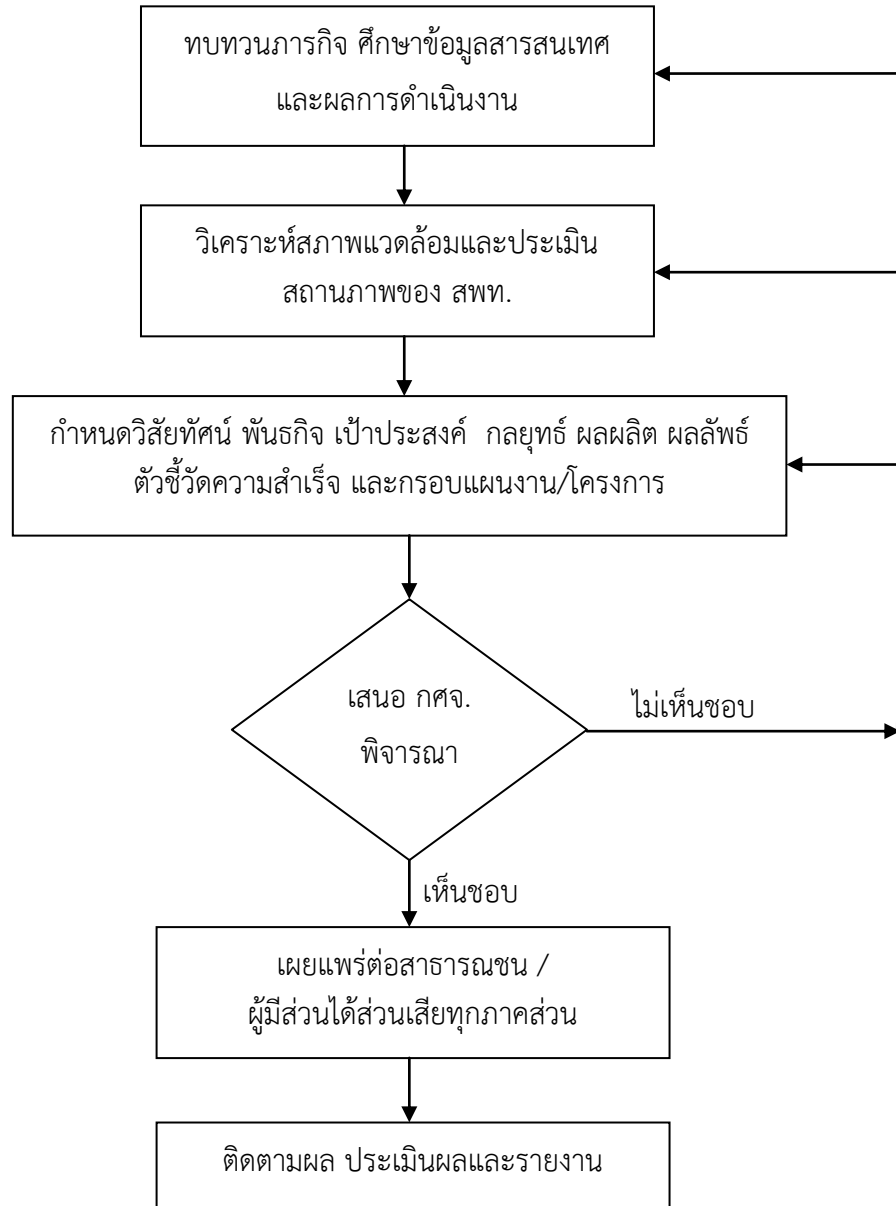 ทบทวนภารกิจ ศึกษาข้อมูลสารสนเทศ
และผลการดำเนินงาน
วิเคราะห์สภาพแวดล้อมและประเมิน
สถานภาพของ สพท.
กำหนดวิสัยทัศน์ พันธกิจ เป้าประสงค์ กลยุทธ์ ผลผลิต ผลลัพธ์
ตัวชี้วัดความสำเร็จ และกรอบแผนงาน/โครงการ
เสนอ กศจ.
พิจารณา
ไม่เห็นชอบ
เห็นชอบ
เผยแพร่ต่อสาธารณชน /
ผู้มีส่วนได้ส่วนเสียทุกภาคส่วน
ติดตามผล ประเมินผลและรายงาน